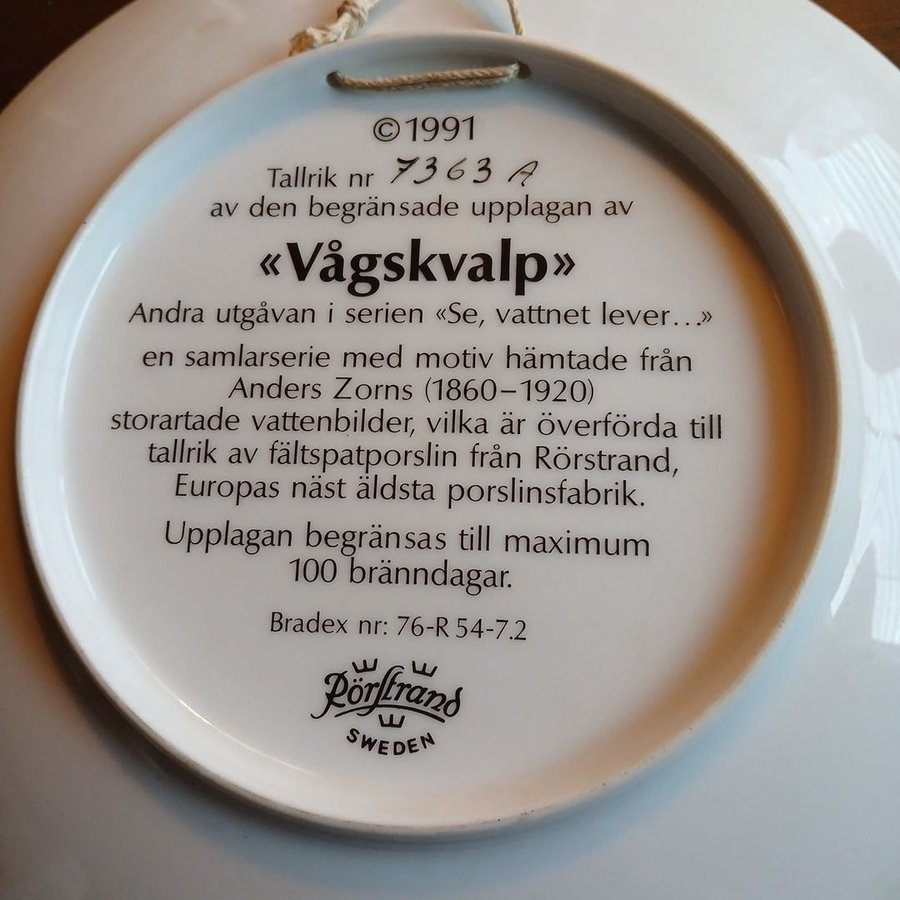 ©1991
Tallrik nr 7363 A
av den begränsade upplagan av
«Vågskvalp»
Andra utgåvan i serien «Se, vattnet lever...»
en samlarserie med motiv hämtade från
Anders Zorns (1860–1920)
storartade vattenbilder, vilka är överförda till
tallrik av fältspatporslin från Rörstrand,
Europas näst äldsta porslinsfabrik.
Upplagan begränsas till maximum
100 bränndagar.
Bradex nr: 76-R 54-7.2
Rörstrand
SWEDEN